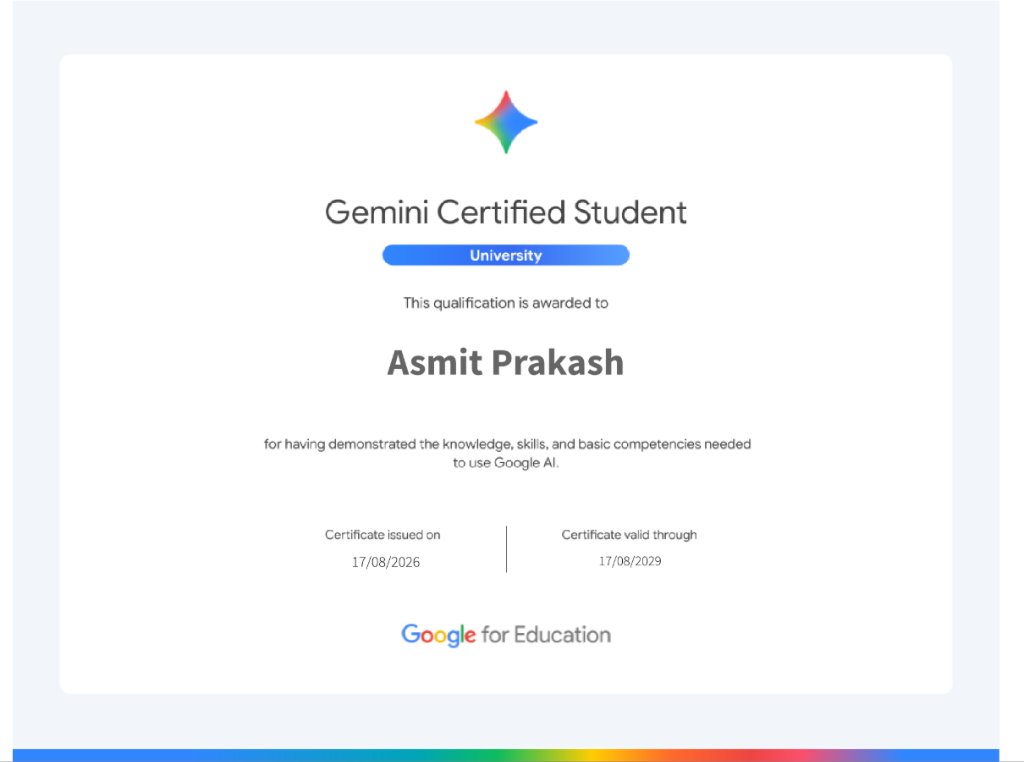 Gemini Certified Student
University
This qualification is awarded to
Asmit Prakash
for having demonstrated the knowledge, skills, and basic competencies needed
to use Google AI.
Certificate issued on
17/08/2026
Certificate valid through
17/08/2029
Google for Education